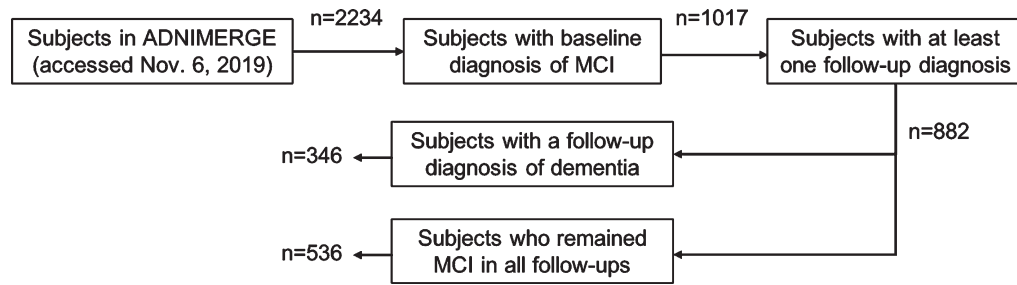 n=2234
n=1017
Subjects in ADNIMERGE
(accessed Nov. 6, 2019)
Subjects with baseline
diagnosis of MCI
Subjects with at least
one follow-up diagnosis
n=882
Subjects with a follow-up
diagnosis of dementia
n=346
Subjects who remained
MCI in all follow-ups
n=536